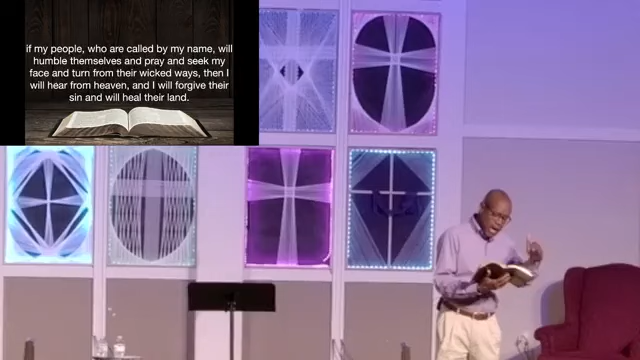 if my people, who are called by my name, will
humble themselves and pray and seek my
face and turn from their wicked ways, then I
will hear from heaven, and I will forgive their
sin and will heal their land.